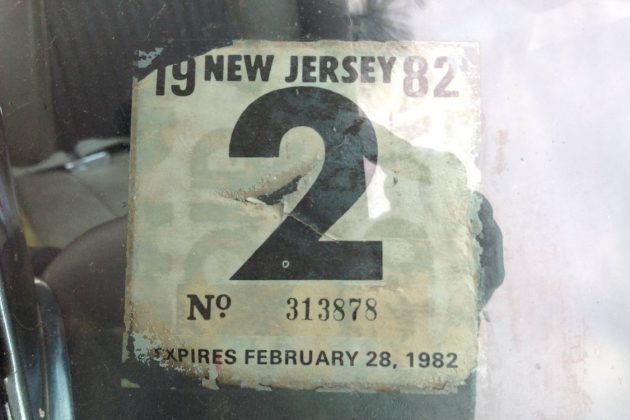 19 NEW JERSEY 82
2
Nº 313878
EXPIRES FEBRUARY 28, 1982